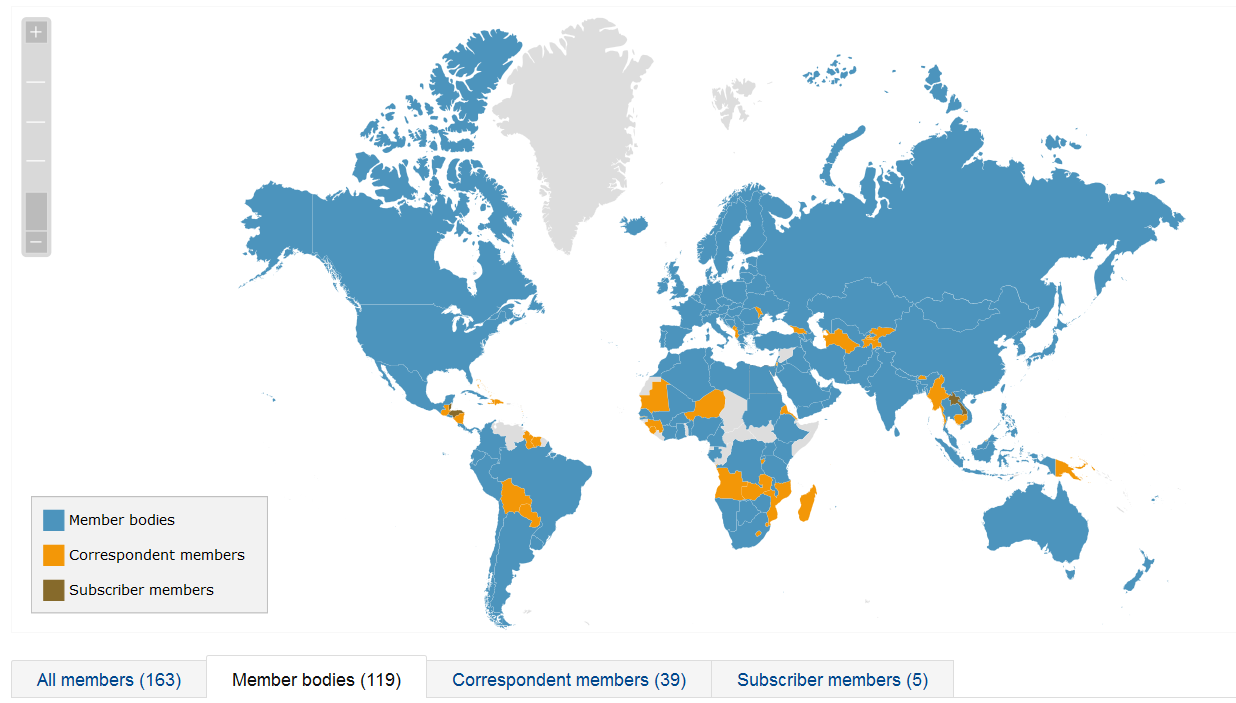 Member bodies
Correspondent members
Subscriber members
All members (163)
Member bodies (119)
Correspondent members (39)
Subscriber members (5)